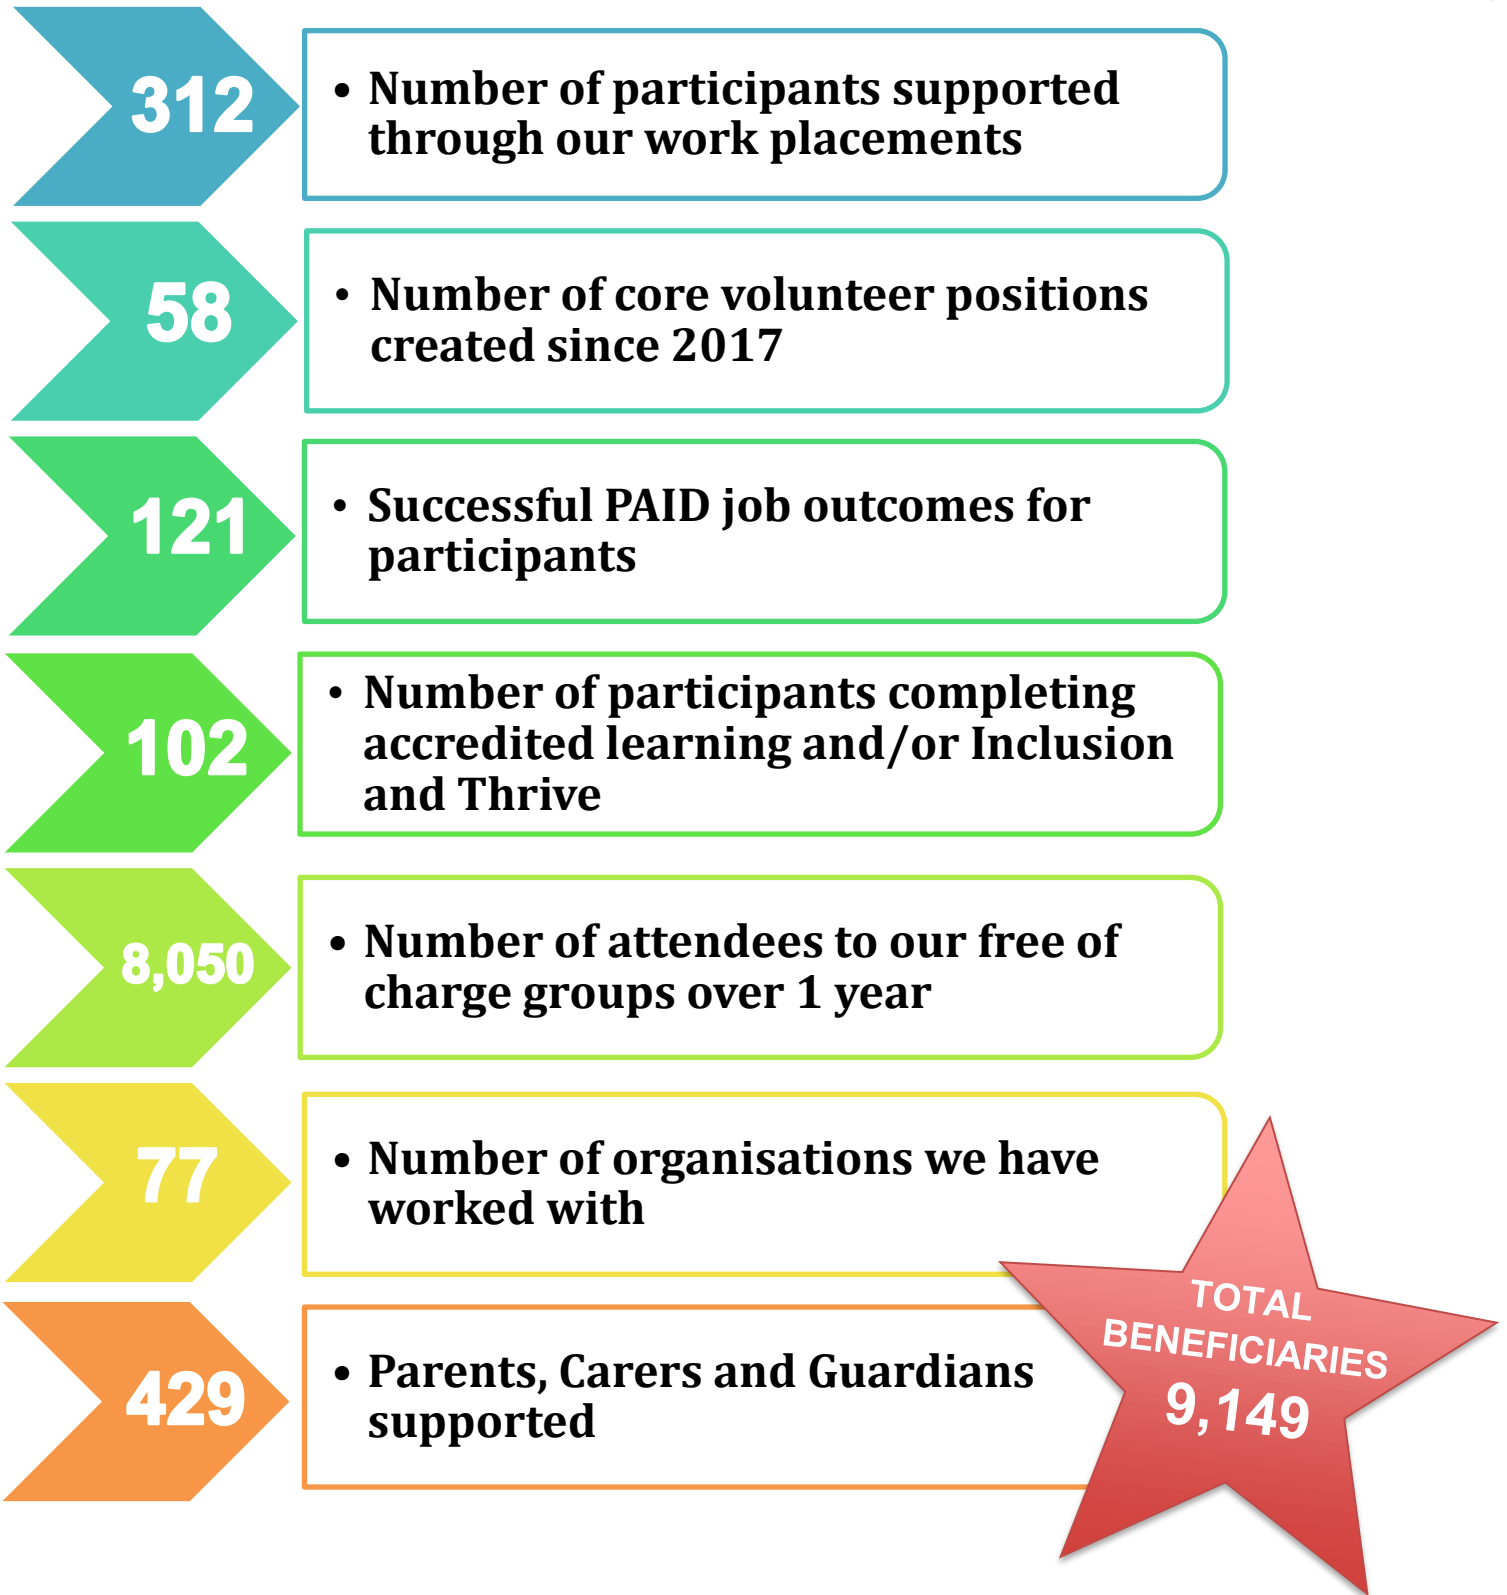 312
• Number of participants supported
through our work placements
58
• Number of core volunteer positions
created since 2017
121
• Successful PAID job outcomes for
participants
102
• Number of participants completing
accredited learning and/or Inclusion
and Thrive
8,050
• Number of attendees to our free of
charge groups over 1 year
77
• Number of organisations we have
worked with
429
• Parents, Carers and Guardians
supported
TOTAL
BENEFICIARIES
9,149